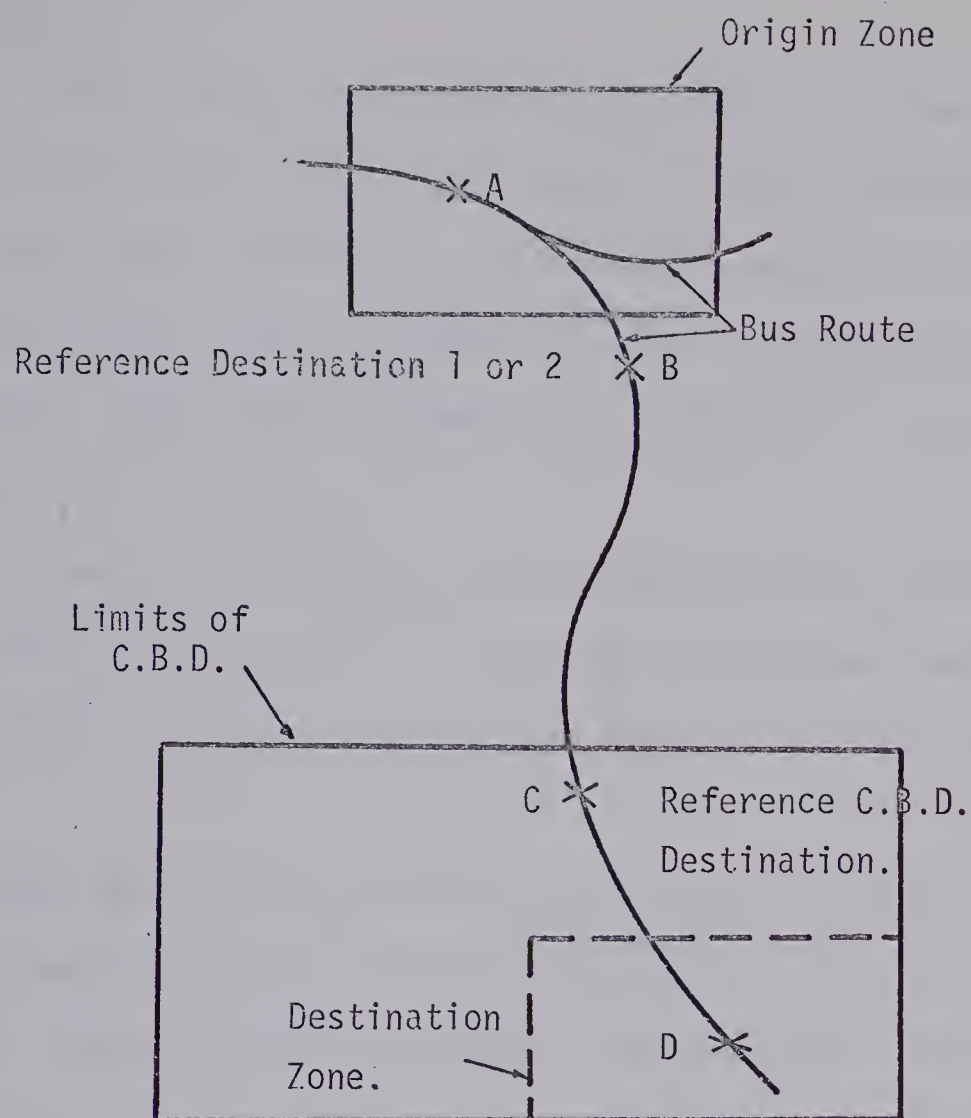 Origin Zone
A
Bus Route
Reference Destination 1 or 2
B
Limits of
C.B.D.
C
Reference C.B.D.
Destination.
Destination
Zone.
D